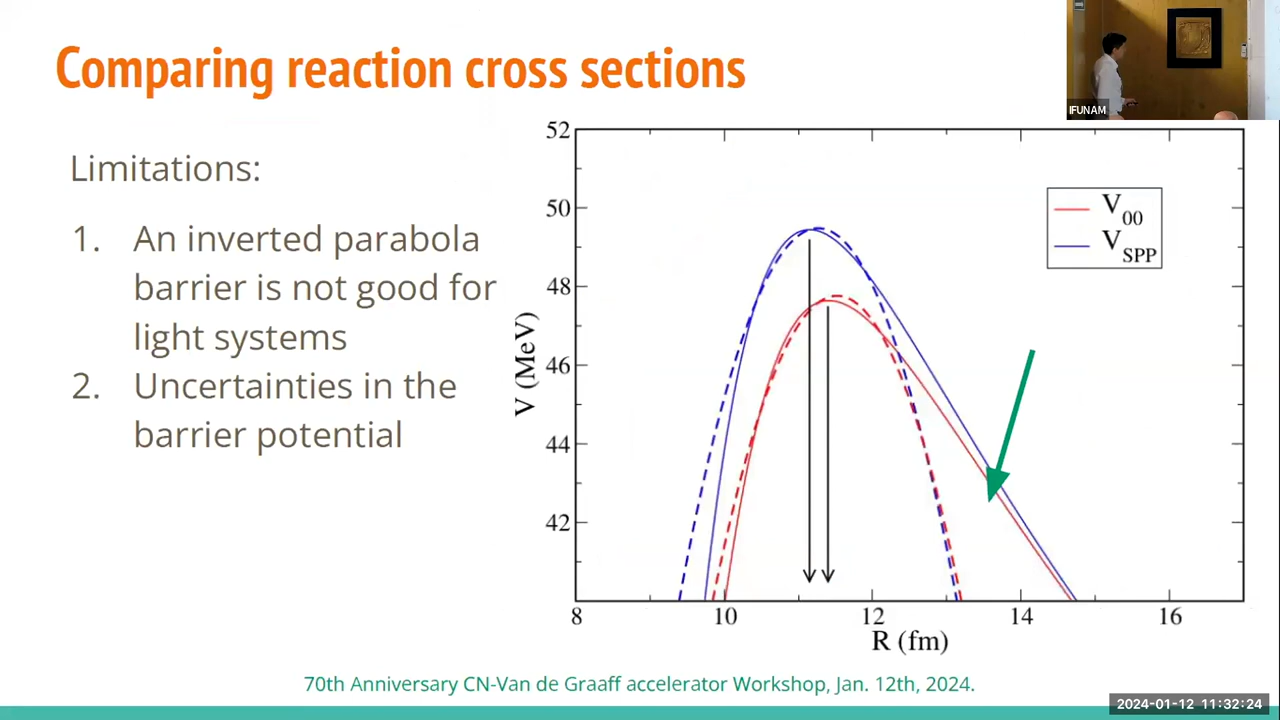 Comparing reaction cross sections
IFUNAM
Limitations:
1. An inverted parabola
barrier is not good for
light systems
2. Uncertainties in the
barrier potential
52
50
48
46
44
42
V (MeV)
V00
VSPP
8 10 12 14 16
R (fm)
70th Anniversary CN-Van de Graaff accelerator Workshop, Jan. 12th, 2024.
2024-01-12 11:32:24